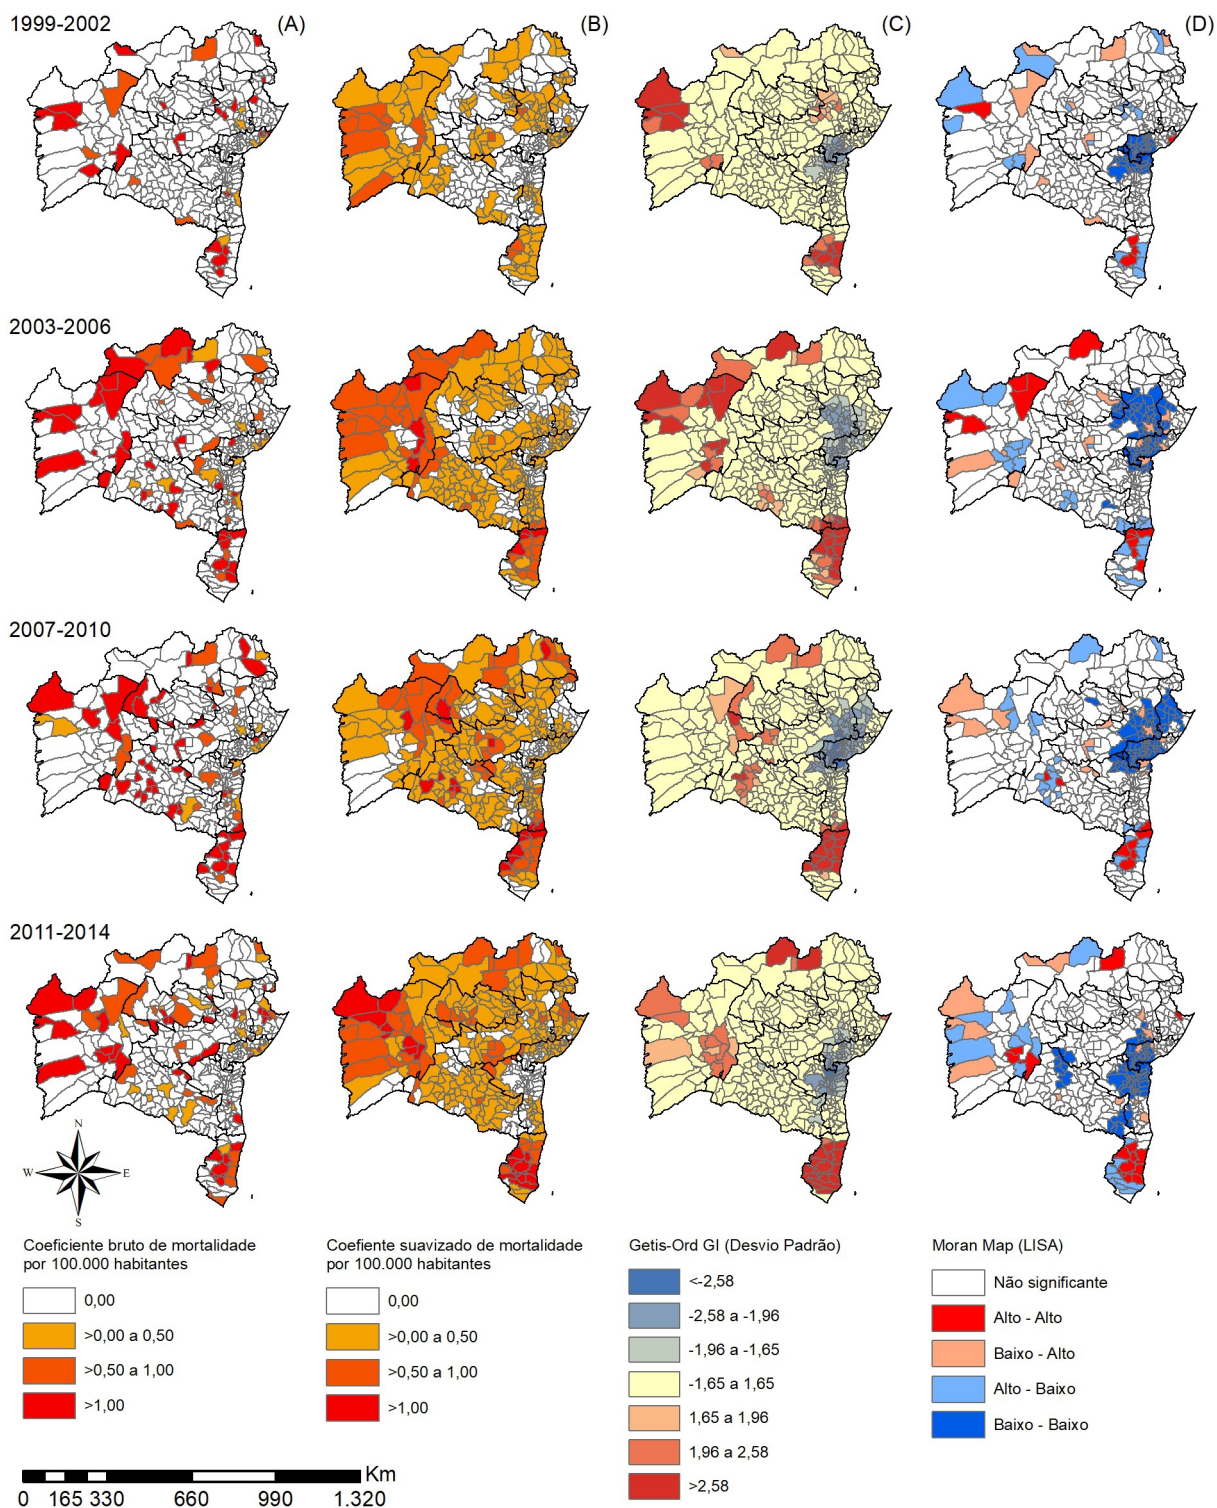 1999-2002
(A)
(B)
(C)
(D)
2003-2006
2007-2010
2011-2014
N
W
E
S
Coeficiente bruto de mortalidade
por 100.000 habitantes
0,00
>0,00 a 0,50
>0,50 a 1,00
>1,00
Coefiente suavizado de mortalidade
por 100.000 habitantes
0,00
>0,00 a 0,50
>0,50 a 1,00
>1,00
Getis-Ord GI (Desvio Padrão)
<-2,58
-2,58 a -1,96
-1,96 a -1,65
-1,65 a 1,65
1,65 a 1,96
1,96 a 2,58
>2,58
Moran Map (LISA)
Não significante
Alto - Alto
Baixo - Alto
Alto - Baixo
Baixo - Baixo
Km
0 165 330 660 990 1.320